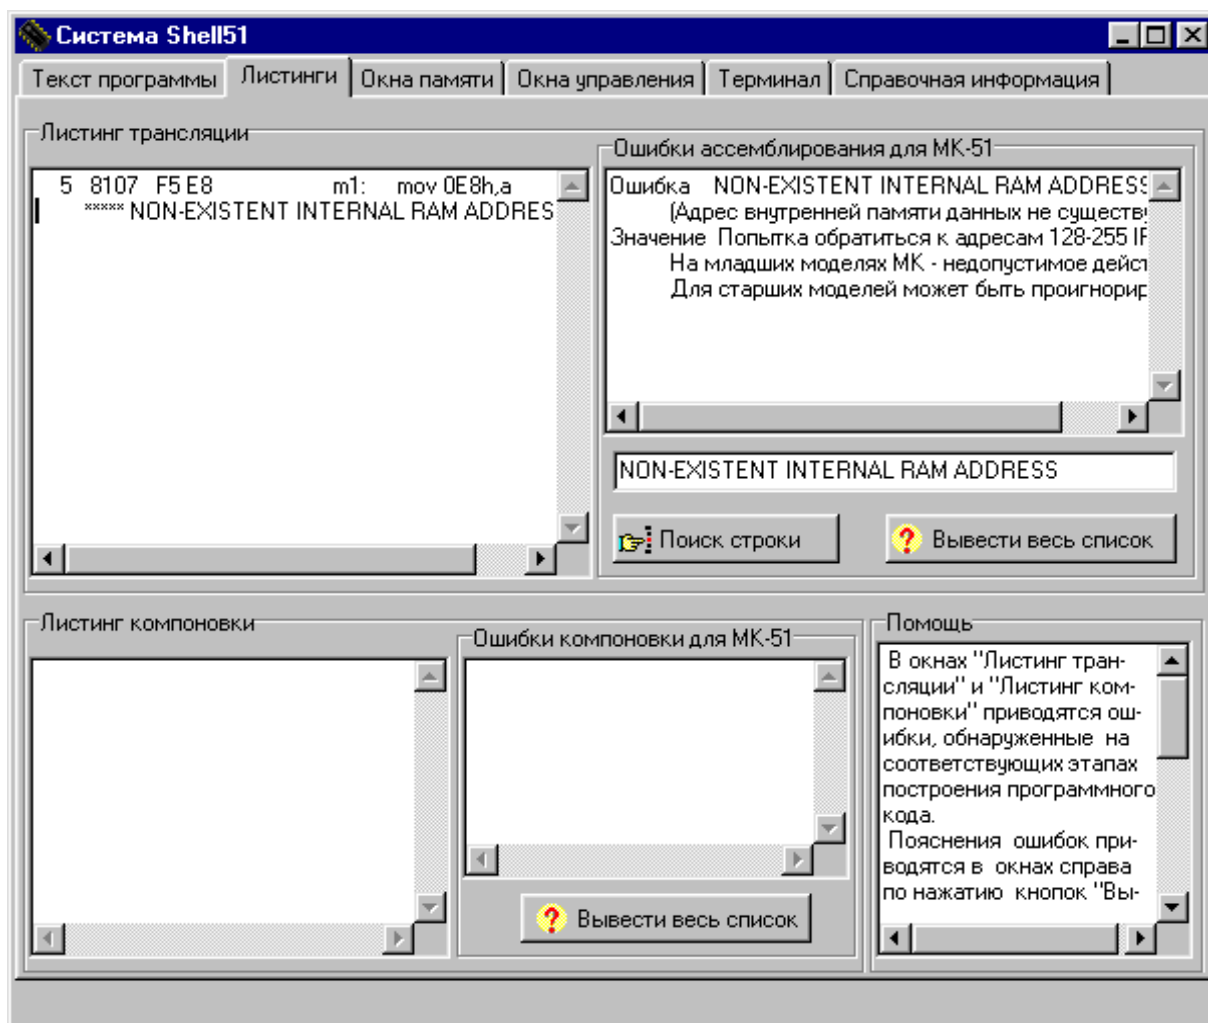 Система Shell51
Текст программы Листинги Окна памяти Окна управления Терминал Справочная информация
Листинг трансляции
5 8107 F5 E8 m1: mov 0E8h,a
***** NON-EXISTENT INTERNAL RAM ADDRES
Ошибки ассемблирования для МК-51
Ошибка NON-EXISTENT INTERNAL RAM ADDRESS
(Адрес внутренней памяти данных не существу
Значение Попытка обратиться к адресам 128-255 IF
На младших моделях МК - недопустимое дейст
Для старших моделей может быть проигнорир
NON-EXISTENT INTERNAL RAM ADDRESS
Поиск строки
Вывести весь список
Листинг компоновки
Ошибки компоновки для МК-51
Вывести весь список
Помощь
В окнах "Листинг тран-
сляции" и "Листинг ком-
поновки" приводятся ош-
ибки, обнаруженные на
соответствующих этапах
построения программного
кода.
Пояснения ошибок при-
водятся в окнах справа
по нажатию кнопок "Вы-